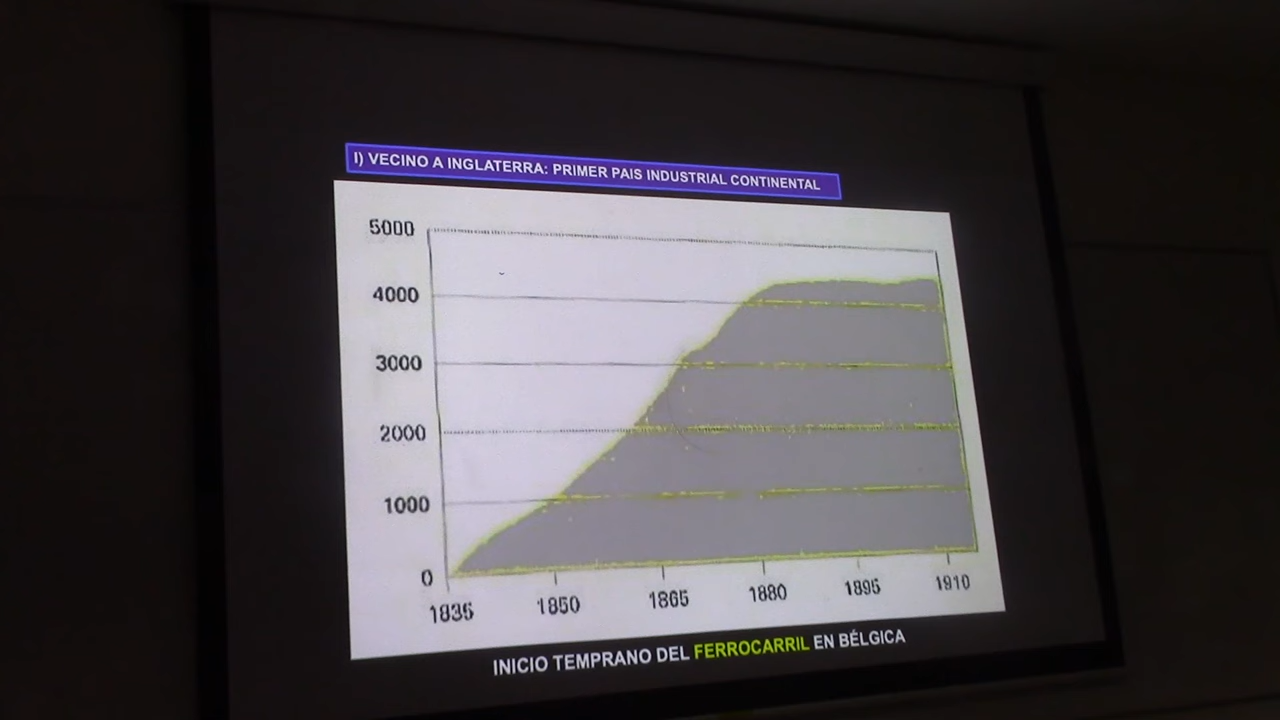 I) VECINO A INGLATERRA: PRIMER PAIS INDUSTRIAL CONTINENTAL
5000
4000
3000
2000
1000
0
1835 1850 1865 1880 1895 1910
INICIO TEMPRANO DEL FERROCARRIL EN BÉLGICA